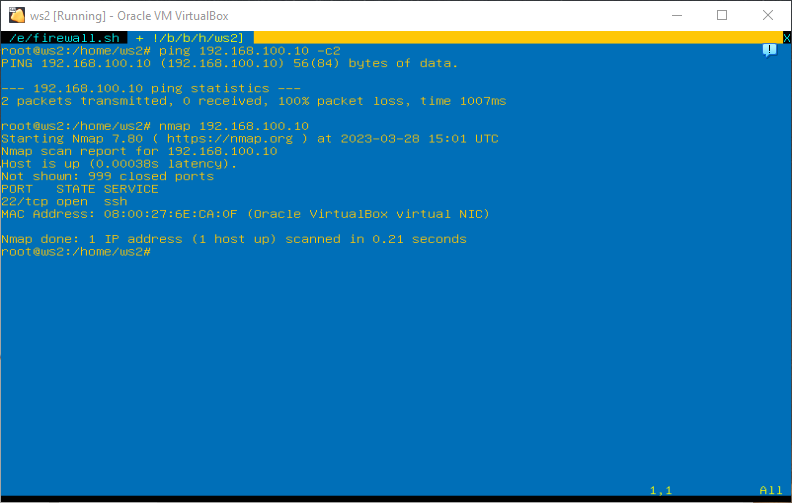 ws2 [Running] - Oracle VM VirtualBox
/e/firewall.sh + !/b/b/h/ws2] X
root@ws2:/home/ws2# ping 192.168.100.10 -c2
PING 192.168.100.10 (192.168.100.10) 56(84) bytes of data.
--- 192.168.100.10 ping statistics ---
2 packets transmitted, 0 received, 100% packet loss, time 1007ms
root@ws2:/home/ws2# nmap 192.168.100.10
Starting Nmap 7.80 ( https://nmap.org ) at 2023-03-28 15:01 UTC
Nmap scan report for 192.168.100.10
Host is up (0.00038s latency).
Not shown: 999 closed ports
PORT   STATE SERVICE
22/tcp open  ssh
MAC Address: 08:00:27:6E:CA:0F (Oracle VirtualBox virtual NIC)
Nmap done: 1 IP address (1 host up) scanned in 0.21 seconds
root@ws2:/home/ws2#
1,1 All